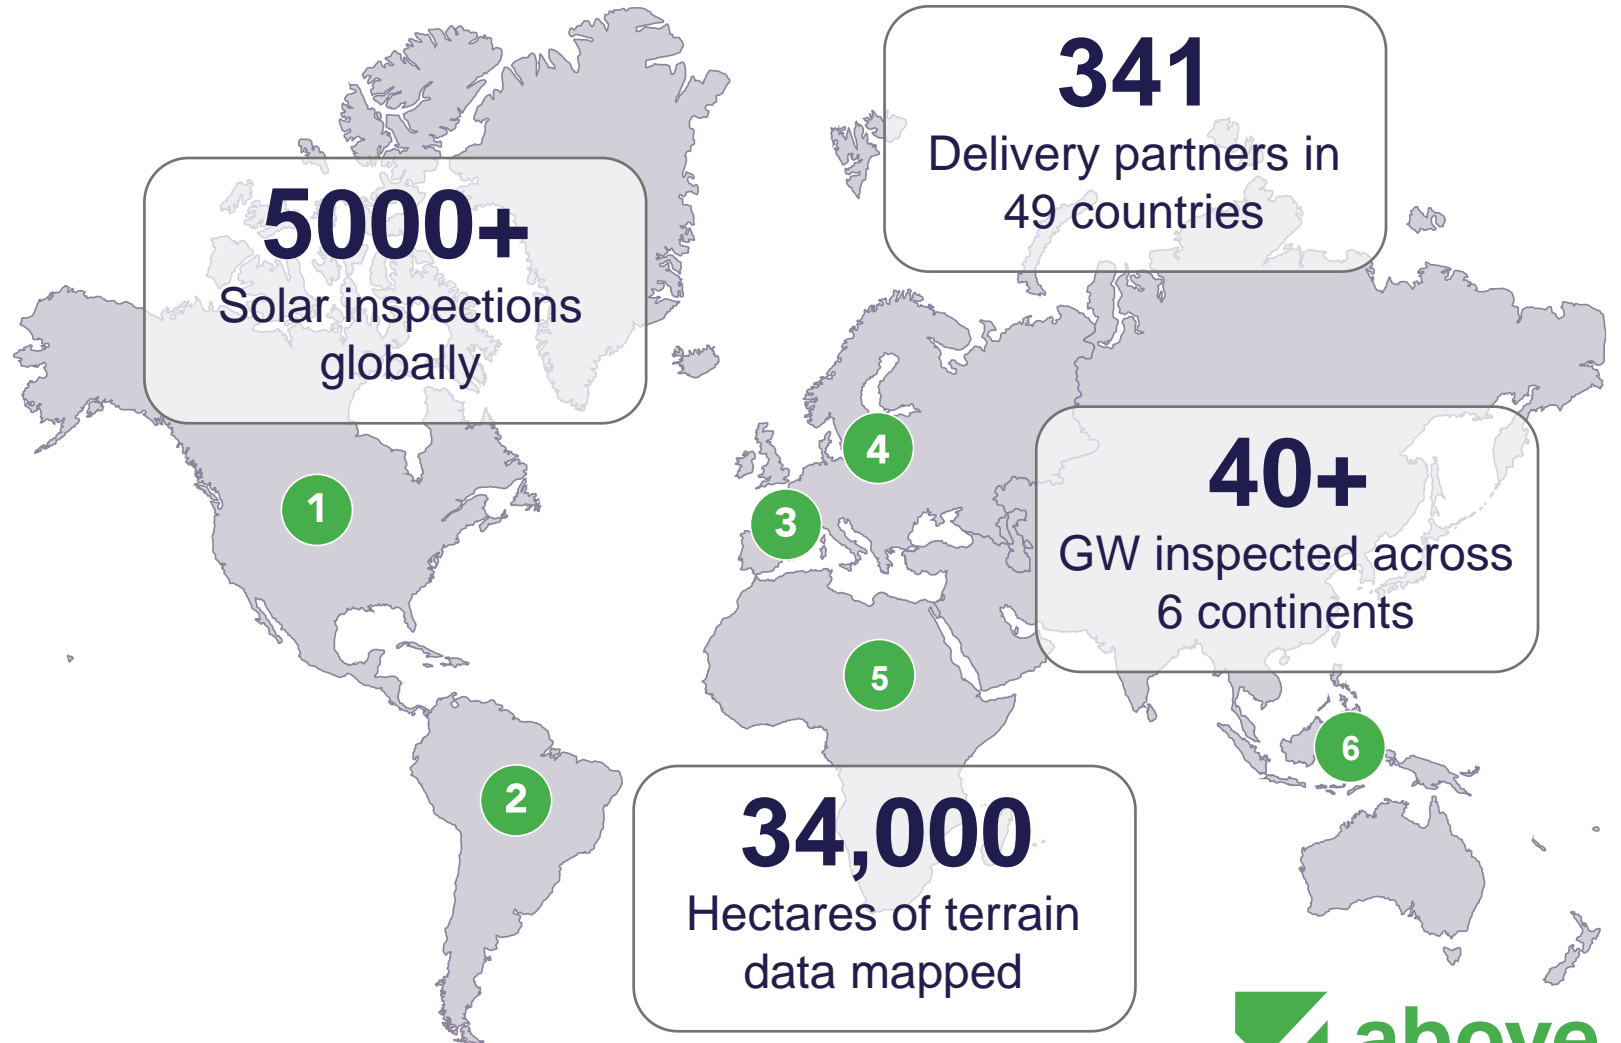 341
Delivery partners in
49 countries
5000+
Solar inspections
globally
40+
GW inspected across
6 continents
1
4
3
5
6
2
34,000
Hectares of terrain
data mapped
above